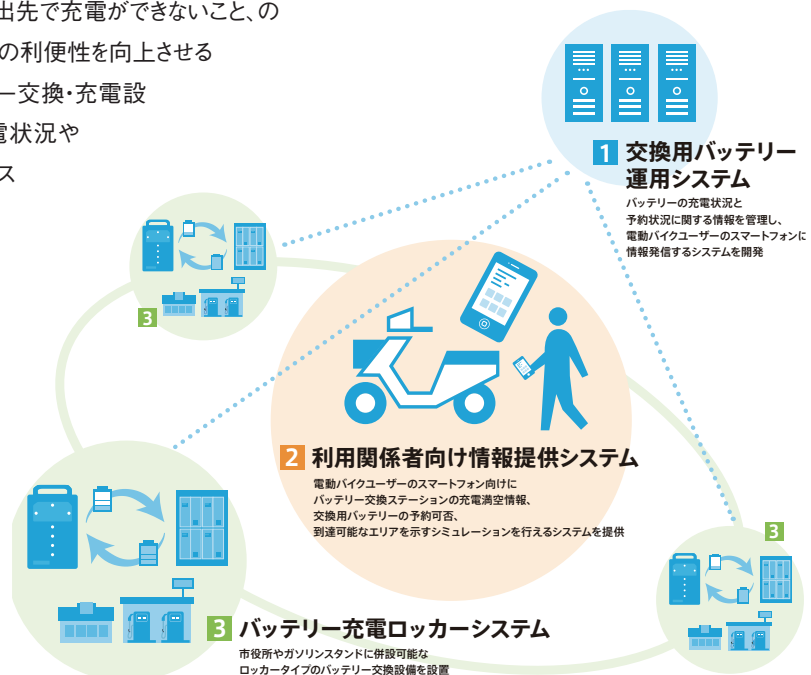 出先で充電ができないこと、の
の利便性を向上させる
ー交換・充電設
電状況や
ス
1 交換用バッテリー
運用システム
バッテリーの充電状況と
予約状況に関する情報を管理し、
電動バイクユーザーのスマートフォンに
情報発信するシステムを開発
3
2 利用関係者向け情報提供システム
電動バイクユーザーのスマートフォン向けに
バッテリー交換ステーションの充電満空情報、
交換用バッテリーの予約可否、
到達可能なエリアを示すシミュレーションを行えるシステムを提供
3
3 バッテリー充電ロッカーシステム
市役所やガソリンスタンドに併設可能な
ロッカータイプのバッテリー交換設備を設置